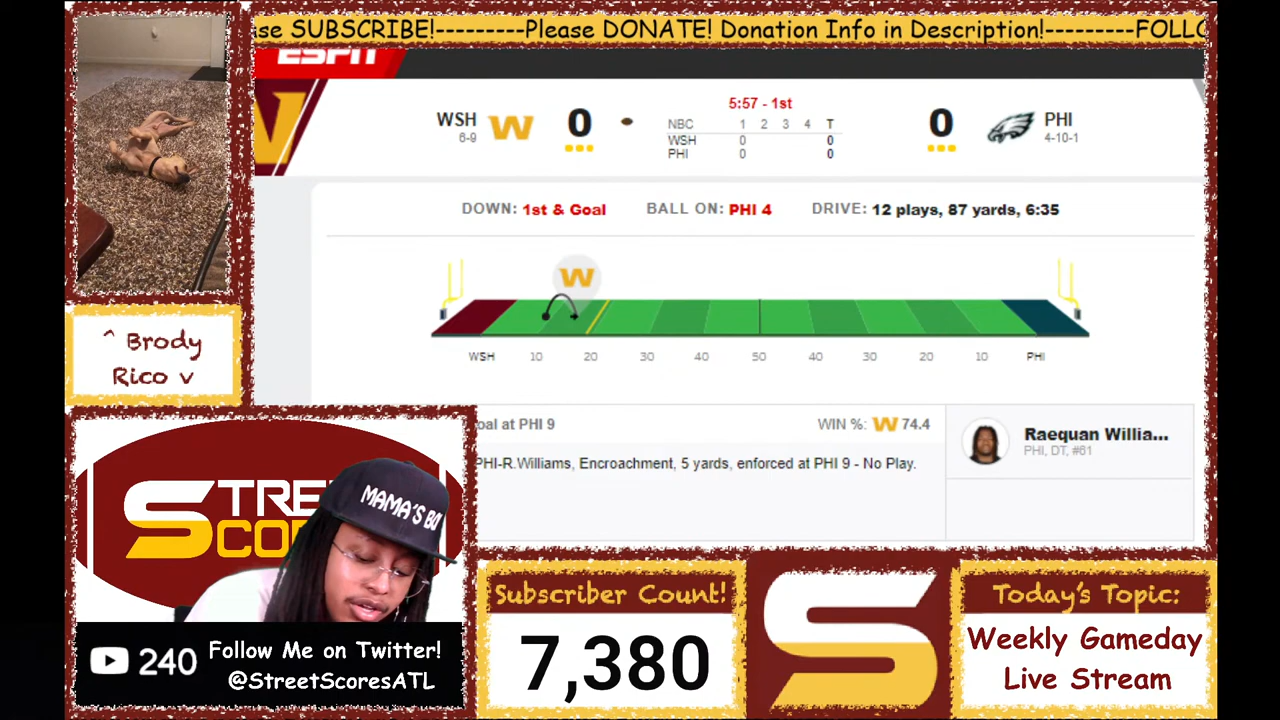 se SUBSCRIBE!---------Please DONATE! Donation Info in Description!---------FOLLO
ESPN
WSH
6-9
W
0
5:57 - 1st
NBC 1 2 3 4 T
WSH 0 0
PHI 0 0
0
PHI
4-10-1
DOWN: 1st & Goal
BALL ON: PHI 4
DRIVE: 12 plays, 87 yards, 6:35
W
WSH 10 20 30 40 50 40 30 20 10 PHI
^ Brody
Rico v
oal at PHI 9
WIN %: W 74.4
PHI-R.Williams, Encroachment, 5 yards, enforced at PHI 9 - No Play.
Raequan Willia...
PHI, DT, #61
STRE
SCO
MAMA'S BO
240
Follow Me on Twitter!
@StreetScoresATL
Subscriber Count!
7,380
S
Today's Topic:
Weekly Gameday
Live Stream